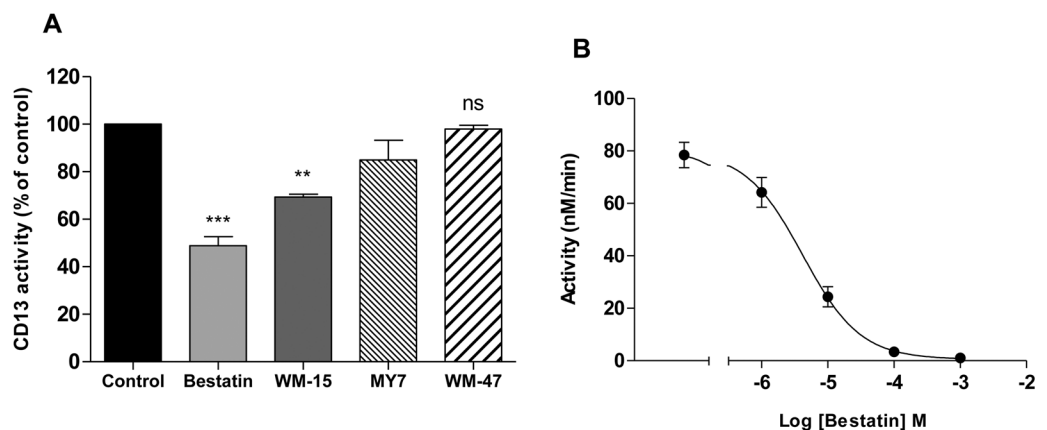 A
CD13 activity (% of control)
120
100
80
60
40
20
0
***
**
ns
Control Bestatin WM-15 MY7 WM-47
B
Activity (nM/min)
100
80
60
40
20
0
-6 -5 -4 -3 -2
Log [Bestatin] M